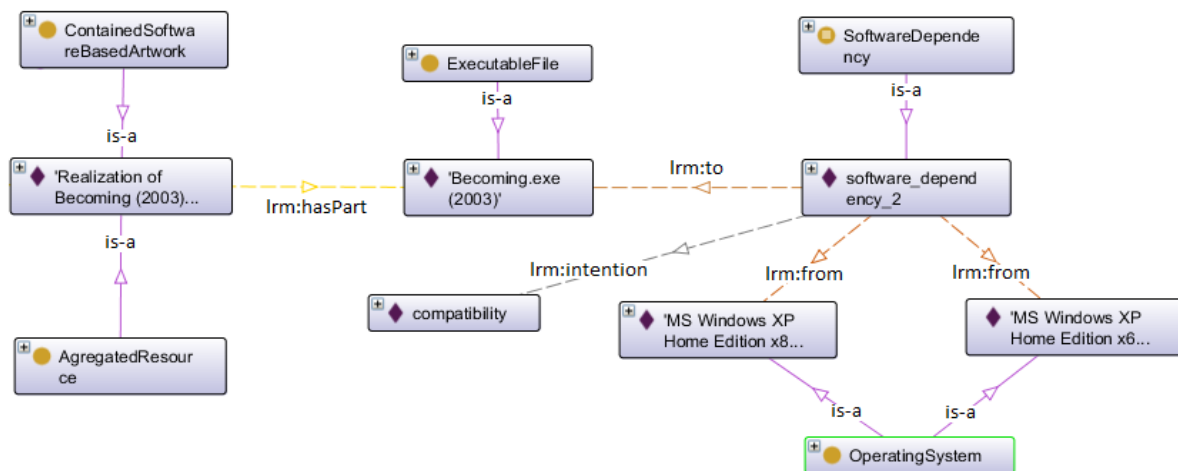 ContainedSoftwa
reBasedArtwork
ExecutableFile
SoftwareDepende
ncy
is-a
is-a
is-a
'Realization of
Becoming (2003)...
lrm:hasPart
'Becoming.exe
(2003)'
lrm:to
software_depend
ency_2
is-a
lrm:intention
lrm:from
lrm:from
compatibility
'MS Windows XP
Home Edition x8...
'MS Windows XP
Home Edition x6...
AgregatedResour
ce
is-a
is-a
OperatingSystem